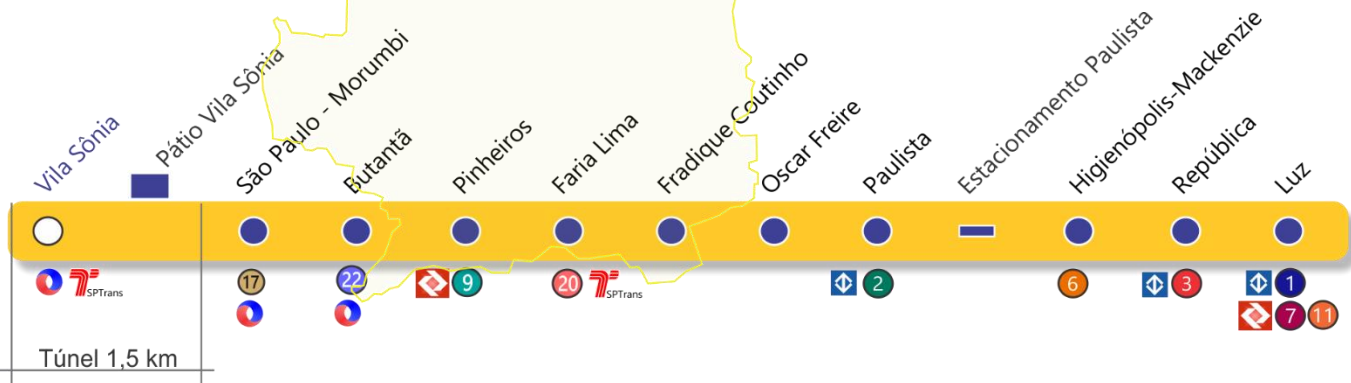 Vila Sônia
Pátio Vila Sônia
São Paulo - Morumbi
Butantã
Pinheiros
Faria Lima
Fradique Coutinho
Oscar Freire
Paulista
Estacionamento Paulista
Higienópolis-Mackenzie
República
Luz
SPTrans
17
22
9
20
SPTrans
2
6
3
1
7
11
Túnel 1,5 km